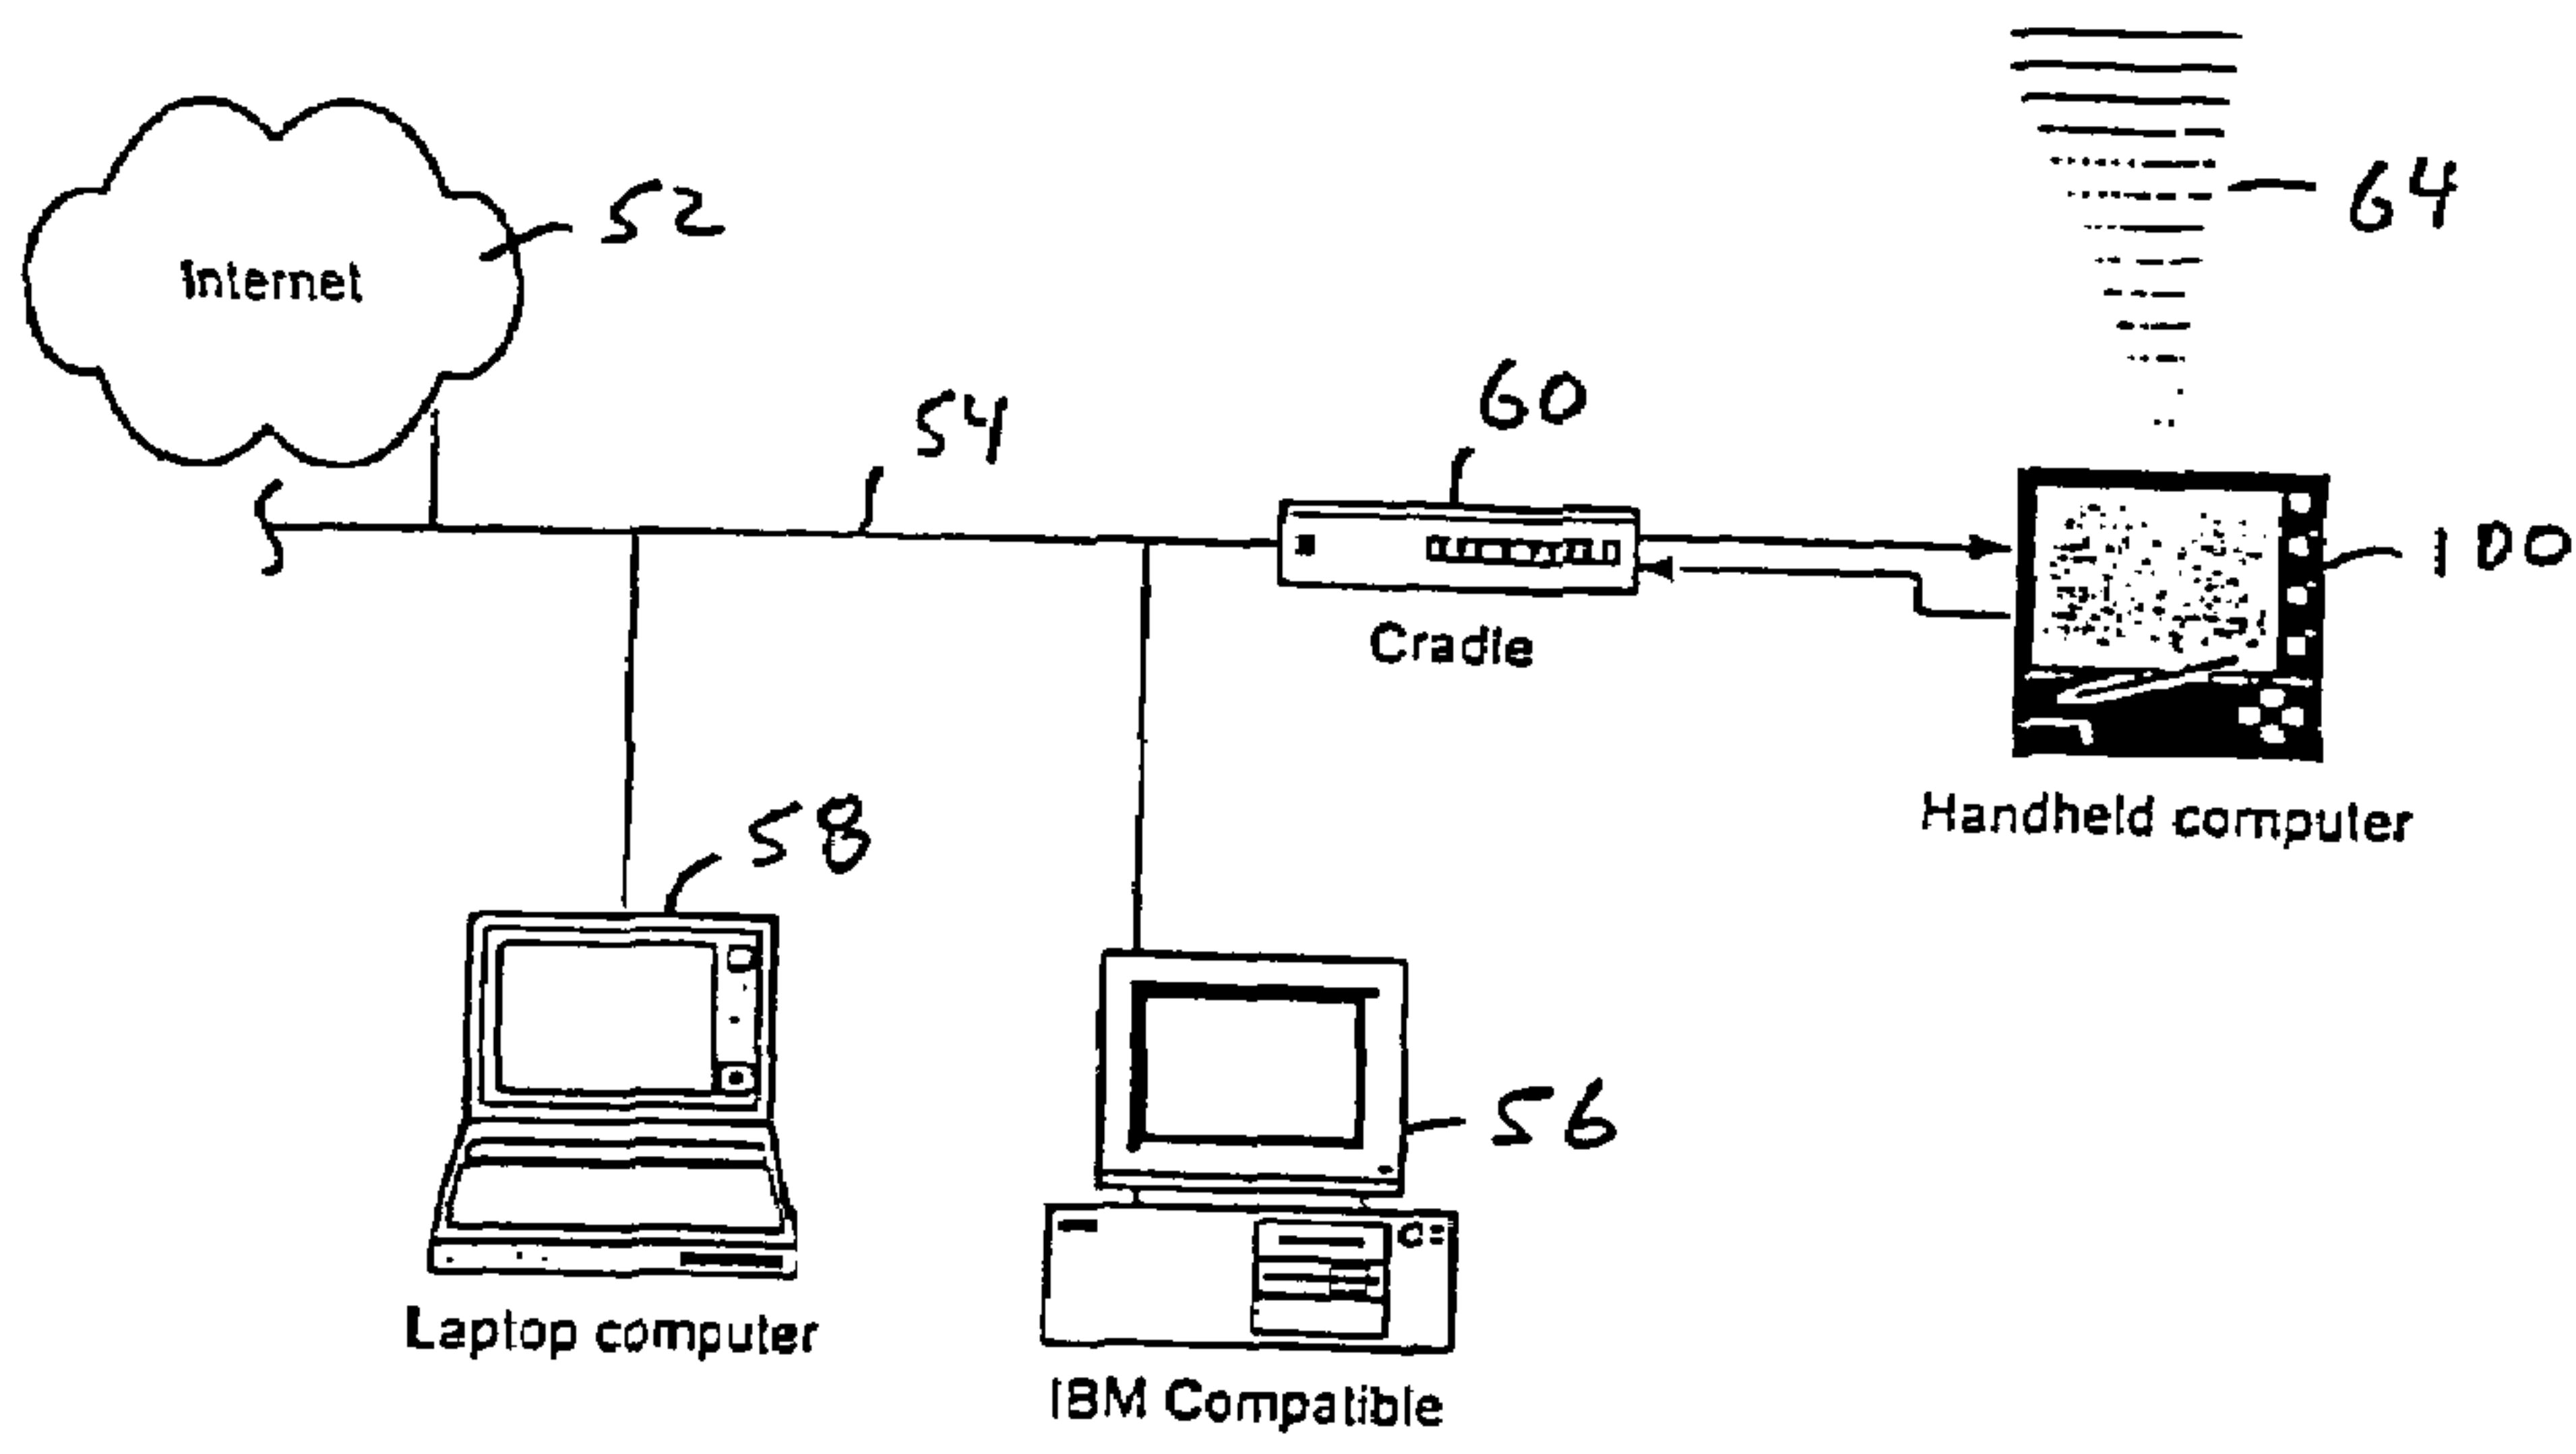 64
52
Internet
60
54
100
Cradle
Handheld computer
58
56
Laptop computer
IBM Compatible